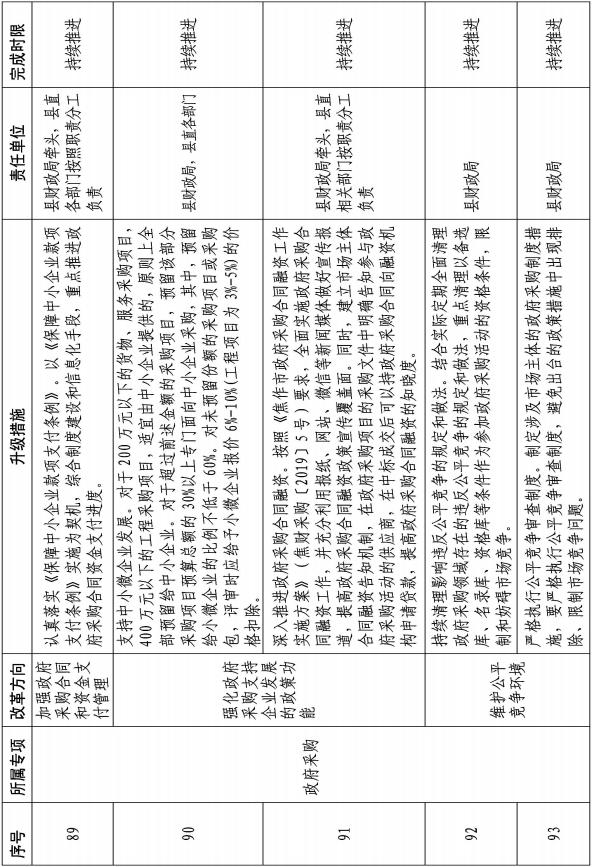 序号
所属专项
改革方向
升级措施
责任单位
完成时限
89
政府采购
加强政府
采购合同
和资金支
付管理
认真落实《保障中小企业款项支付条例》。以《保障中小企业款项
支付条例》实施为契机，综合制度建设和信息化手段，重点推进政
府采购合同资金支付进度。
县财政局牵头，县直
各部门按照职责分工
负责
持续推进
90
强化政府
采购支持
企业发展
的政策功
能
支持中小微企业发展。对于200万元以下的货物、服务采购项目，
400万元以下的工程采购项目，适宜由中小企业提供的，原则上全
部预留给中小企业。对于超过前述金额的采购项目，预留该部分
采购项目预算总额的30%以上专门面向中小企业采购，其中，预留
给小微企业的比例不低于60%。对未预留份额的采购项目或采购
包，评审时应给予小微企业报价6%-10%(工程项目为3%-5%)的价
格扣除。
县财政局，县直各部门
持续推进
91
深入推进政府采购合同融资。按照《焦作市政府采购合同融资工作
实施方案》（焦财采购〔2019〕5号）要求，全面实施政府采购合
同融资工作，并充分利用报纸、网站、微信等新闻媒体做好宣传报
道，提高政府采购合同融资政策宣传覆盖面。同时，建立市场主体
合同融资告知机制，在政府采购项目的采购文件中明确告知参与政
府采购活动的供应商，在中标成交后可以持政府采购合同向融资机
构申请贷款，提高政府采购合同融资的知晓度。
县财政局牵头，县直
相关部门按职责分工
负责
持续推进
92
维护公平
竞争环境
持续清理影响违反公平竞争的规定和做法。结合实际定期全面清理
政府采购领域存在的违反公平竞争的规定和做法，重点清理以备选
库、名录库、资格库等条件作为参加政府采购活动的资格条件，限
制和妨碍市场竞争。
县财政局
持续推进
93
严格执行公平竞争审查制度。制定涉及市场主体的政府采购制度措
施，要严格执行公平竞争审查制度，避免出台的政策措施中出现排
除、限制市场竞争问题。
县财政局
持续推进